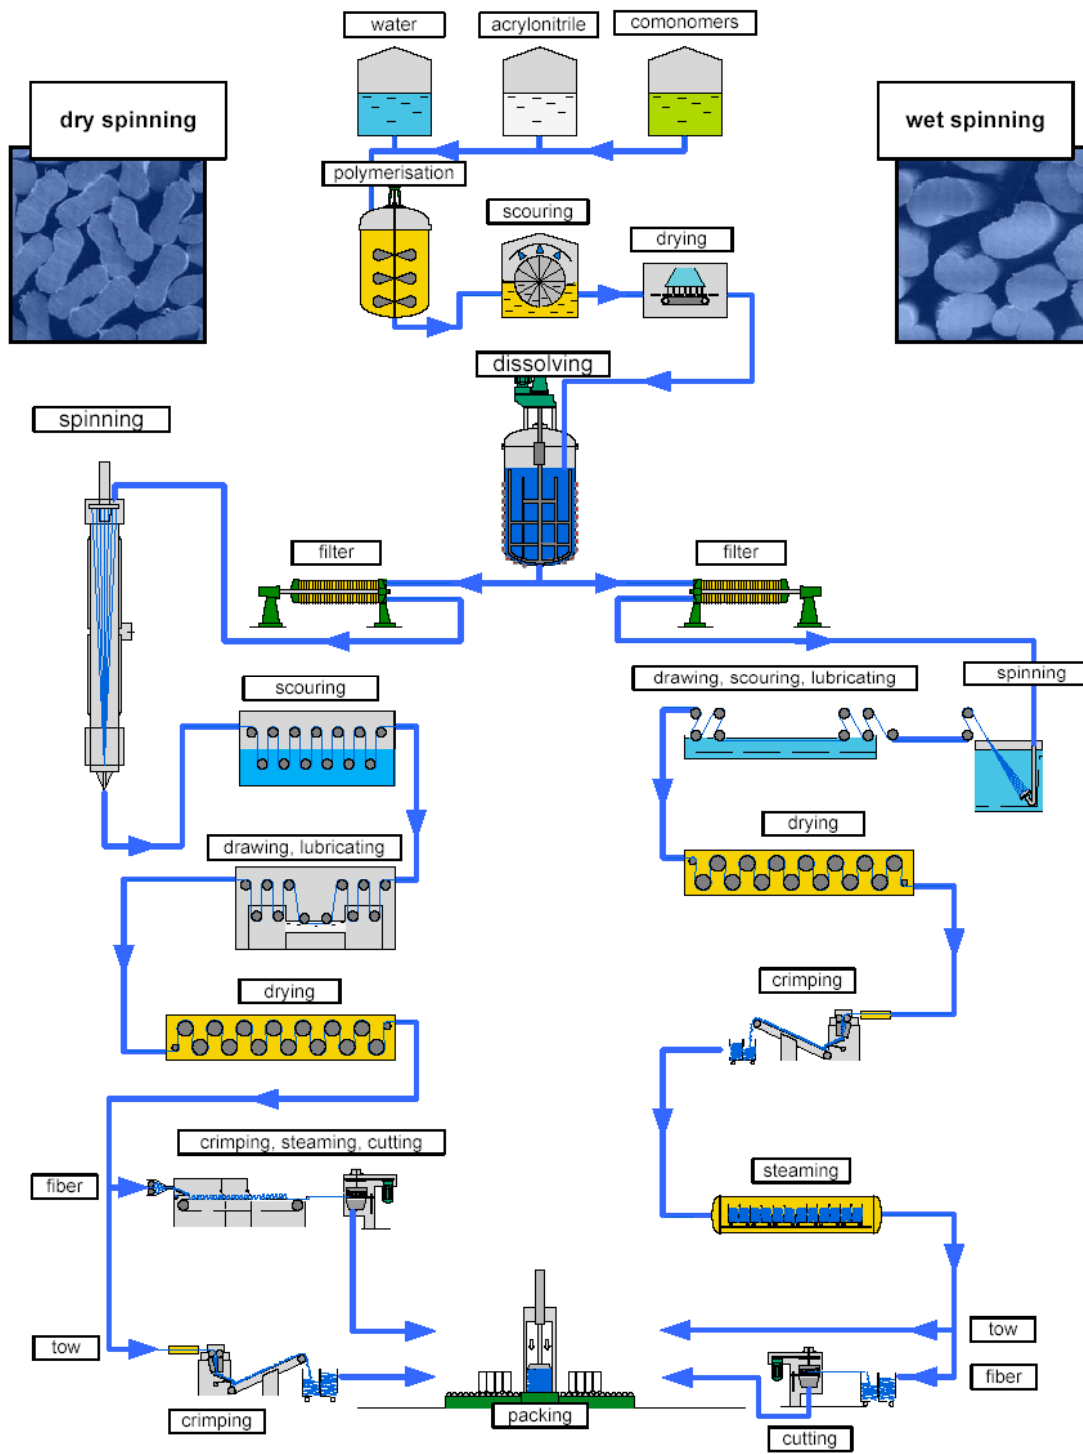 water
acrylonitrile
comonomers
dry spinning
wet spinning
polymerisation
scouring
drying
dissolving
spinning
filter
filter
scouring
drawing, scouring, lubricating
spinning
drawing, lubricating
drying
drying
crimping
crimping, steaming, cutting
fiber
steaming
tow
tow
fiber
crimping
packing
cutting